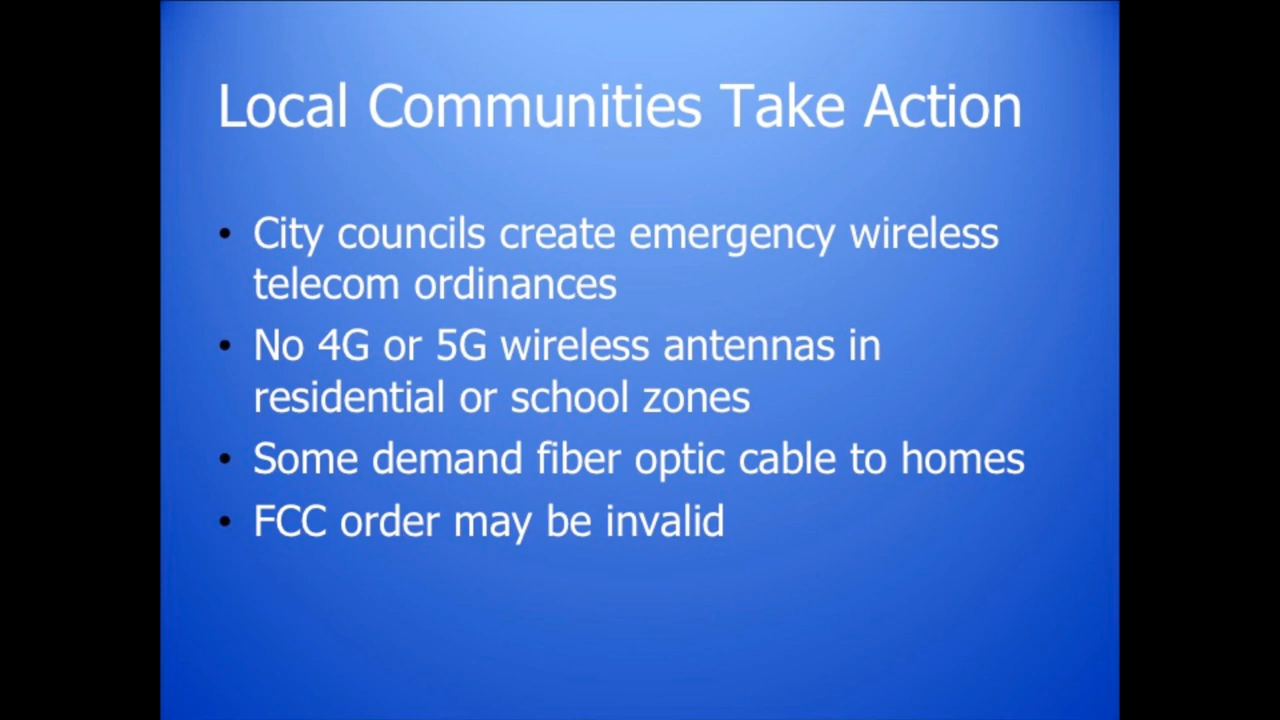 Local Communities Take Action
• City councils create emergency wireless
telecom ordinances
• No 4G or 5G wireless antennas in
residential or school zones
• Some demand fiber optic cable to homes
• FCC order may be invalid